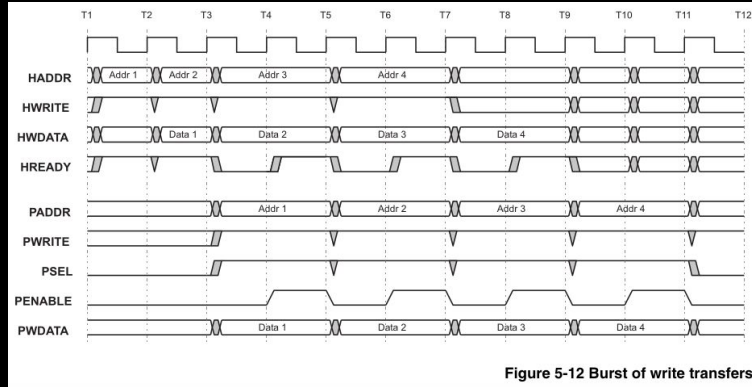 T1 T2 T3 T4 T5 T6 T7 T8 T9 T10 T11 T12
HADDR Addr 1 Addr 2 Addr 3 Addr 4
HWRITE
HWDATA Data 1 Data 2 Data 3 Data 4
HREADY
PADDR Addr 1 Addr 2 Addr 3 Addr 4
PWRITE
PSEL
PENABLE
PWDATA Data 1 Data 2 Data 3 Data 4
Figure 5-12 Burst of write transfers